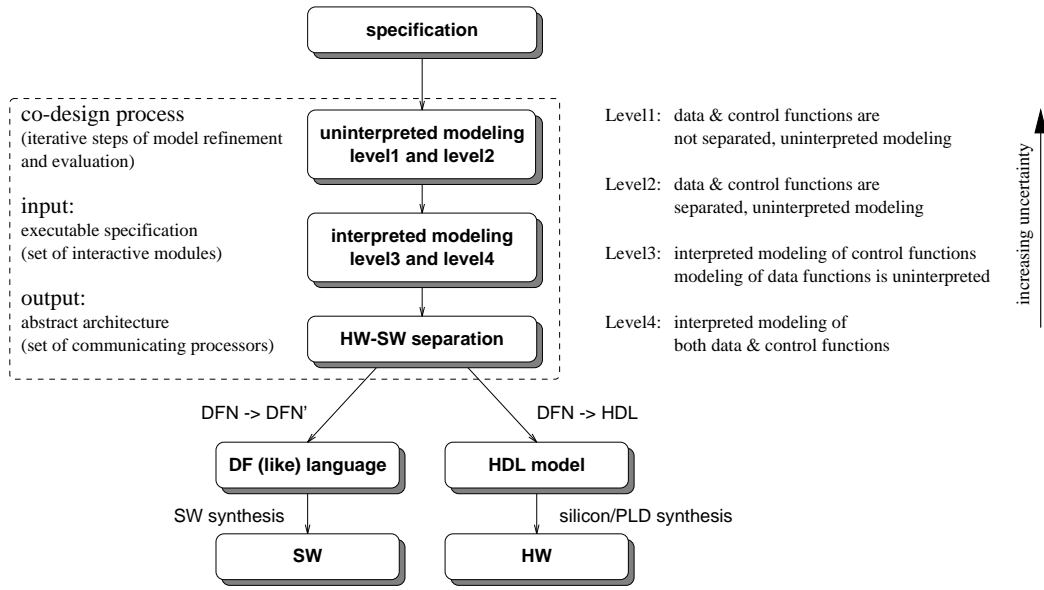 specification
co-design process
(iterative steps of model refinement
and evaluation)
input:
executable specification
(set of interactive modules)
output:
abstract architecture
(set of communicating processors)
uninterpreted modeling
level1 and level2
interpreted modeling
level3 and level4
HW-SW separation
Level1: data & control functions are
not separated, uninterpreted modeling
Level2: data & control functions are
separated, uninterpreted modeling
Level3: interpreted modeling of control functions
modeling of data functions is uninterpreted
Level4: interpreted modeling of
both data & control functions
increasing uncertainty
DFN -> DFN'
DFN -> HDL
DF (like) language
HDL model
SW synthesis
silicon/PLD synthesis
SW
HW